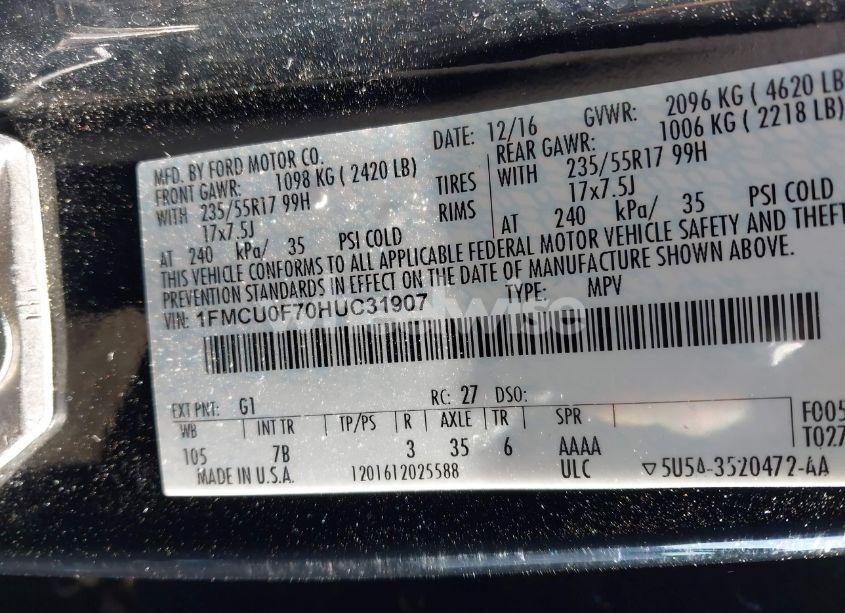 MFD. BY FORD MOTOR CO.
DATE: 12/16 GVWR: 2096 KG ( 4620 LB
FRONT GAWR: 1098 KG ( 2420 LB) REAR GAWR: 1006 KG ( 2218 LB)
WITH 235/55R17 99H TIRES WITH 235/55R17 99H
17x7.5J RIMS 17x7.5J
AT 240 kPa/ 35 PSI COLD AT 240 kPa/ 35 PSI COLD
THIS VEHICLE CONFORMS TO ALL APPLICABLE FEDERAL MOTOR VEHICLE SAFETY AND THEFT
PREVENTION STANDARDS IN EFFECT ON THE DATE OF MANUFACTURE SHOWN ABOVE.
VIN: 1FMCU0F70HUC31907 TYPE: MPV
EXT PNT: G1 RC: 27 DSO:
WB INT TR TP/PS R AXLE TR SPR F005
105 7B 3 35 6 AAAA T027
MADE IN U.S.A. 1201612025588 ULC ▽5U5A-3520472-AA